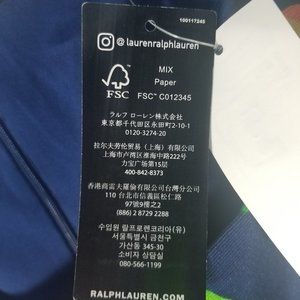 100117245
@laurenralphlauren
MIX
Paper
FSC
FSC™ C012345
ラルフ ローレン株式会社
東京都千代田区永田町2-10-1
0120-3274-20
拉尔夫劳伦贸易（上海）有限公司
上海市卢湾区淮海中路222号
力宝广场第15层
400-842-8373
香港商雷夫羅倫有限公司台灣分公司
110 台北市信義區松仁路
97號9樓之2
(886) 2 8729 2288
수입원 랄프로렌코리아(유)
서울특별시 금천구
가산동 345-30
소비자 상담실
080-566-1199
RALPHLAUREN.COM